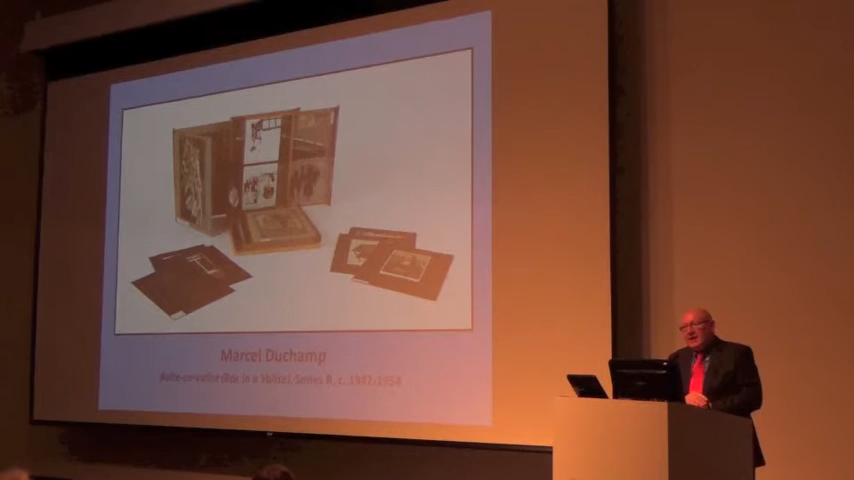 Marcel Duchamp
Boîte-en-valise (Box in a Valise), Series B, c. 1942-1954